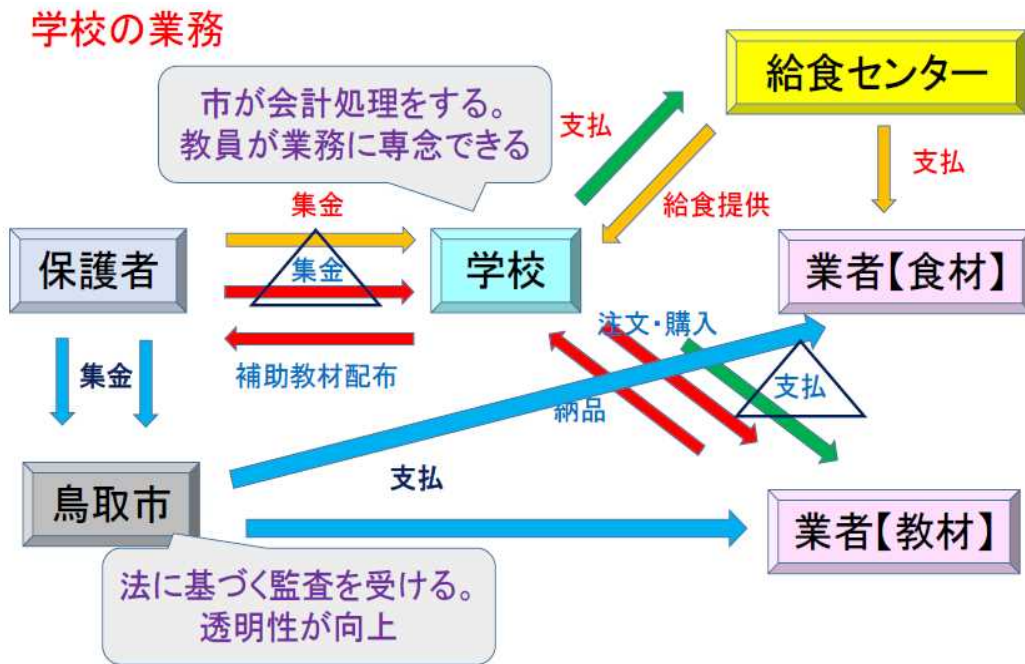 学校の業務
給食センター
市が会計処理をする。
教員が業務に専念できる
支払
支払
集金
給食提供
保護者
集金
学校
業者【食材】
注文・購入
集金
補助教材配布
支払
納品
支払
鳥取市
業者【教材】
法に基づく監査を受ける。
透明性が向上